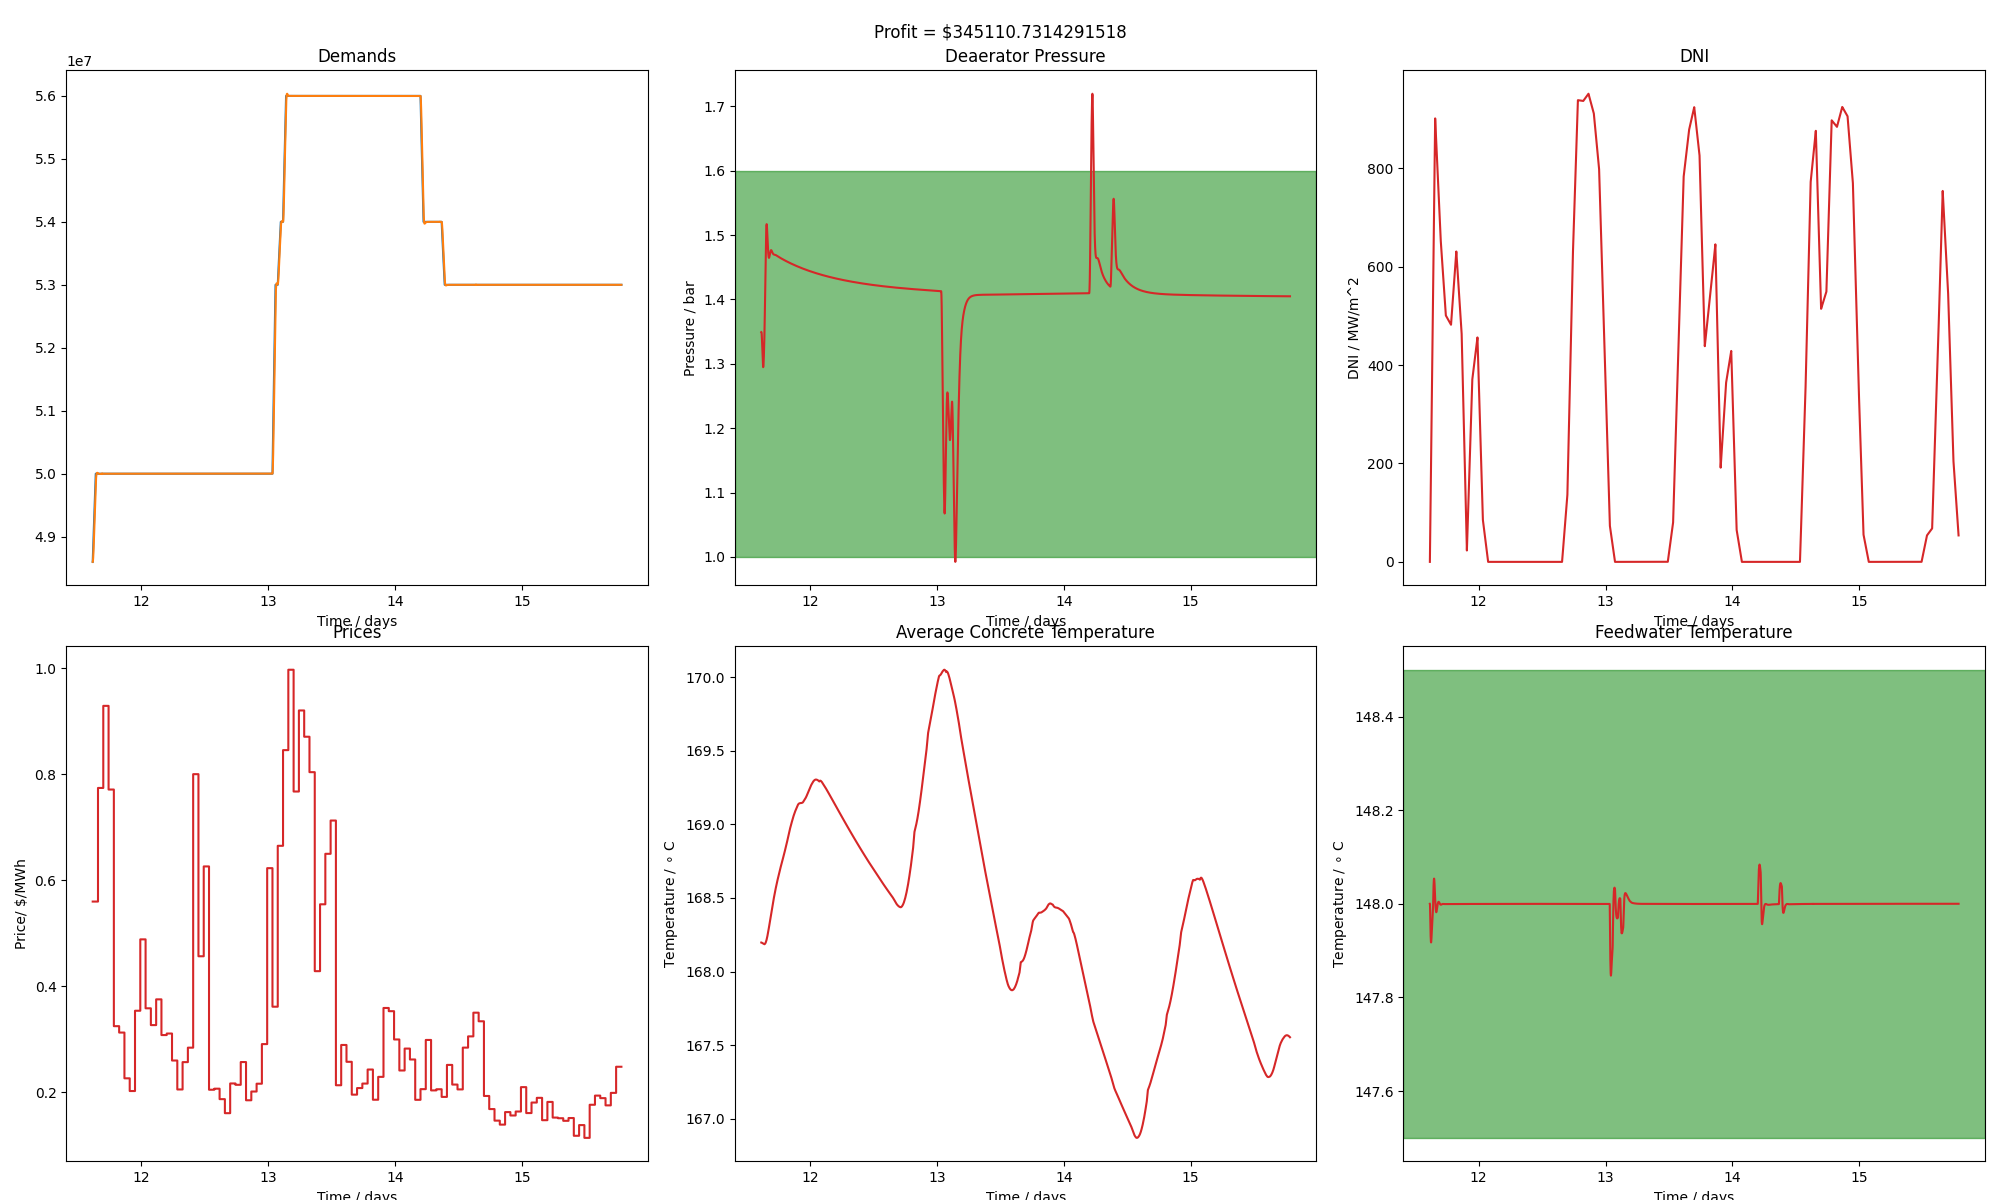 Profit = $345110.7314291518
Demands
1e7
5.6
5.5
5.4
5.3
5.2
5.1
5.0
4.9
12 13 14 15
Time / days
Deaerator Pressure
Pressure / bar
1.7
1.6
1.5
1.4
1.3
1.2
1.1
1.0
12 13 14 15
Time / days
DNI
DNI / MW/m^2
800
600
400
200
0
12 13 14 15
Time / days
Prices
Price/ $/MWh
1.0
0.8
0.6
0.4
0.2
12 13 14 15
Time / days
Average Concrete Temperature
Temperature / ∘ C
170.0
169.5
169.0
168.5
168.0
167.5
167.0
12 13 14 15
Time / days
Feedwater Temperature
Temperature / ∘ C
148.4
148.2
148.0
147.8
147.6
12 13 14 15
Time / days